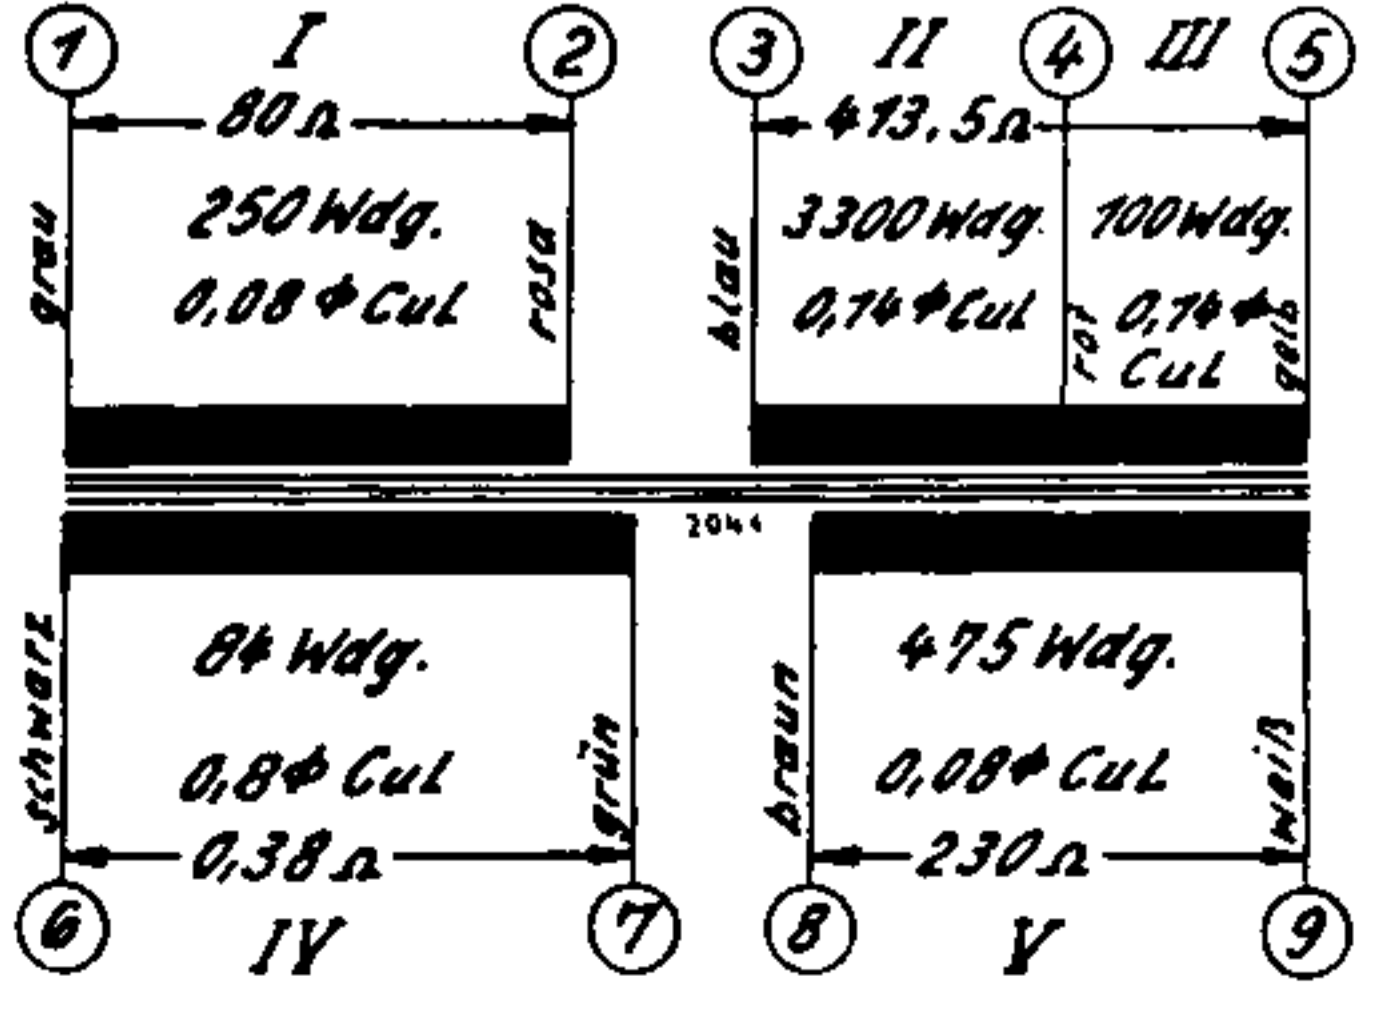 1 I 2 3 II 4 III 5
80 Ω 413,5 Ω
250 Wdg. 3300 Wdg. 100 Wdg.
0,08 ⌀ CuL 0,14 ⌀ CuL 0,14 ⌀
CuL
grau
rosa
blau
rot
gelb
2044
84 Wdg. 475 Wdg.
0,8 ⌀ CuL 0,08 ⌀ CuL
schwarz
grün
braun
weiß
0,38 Ω 230 Ω
6 IV 7 8 V 9